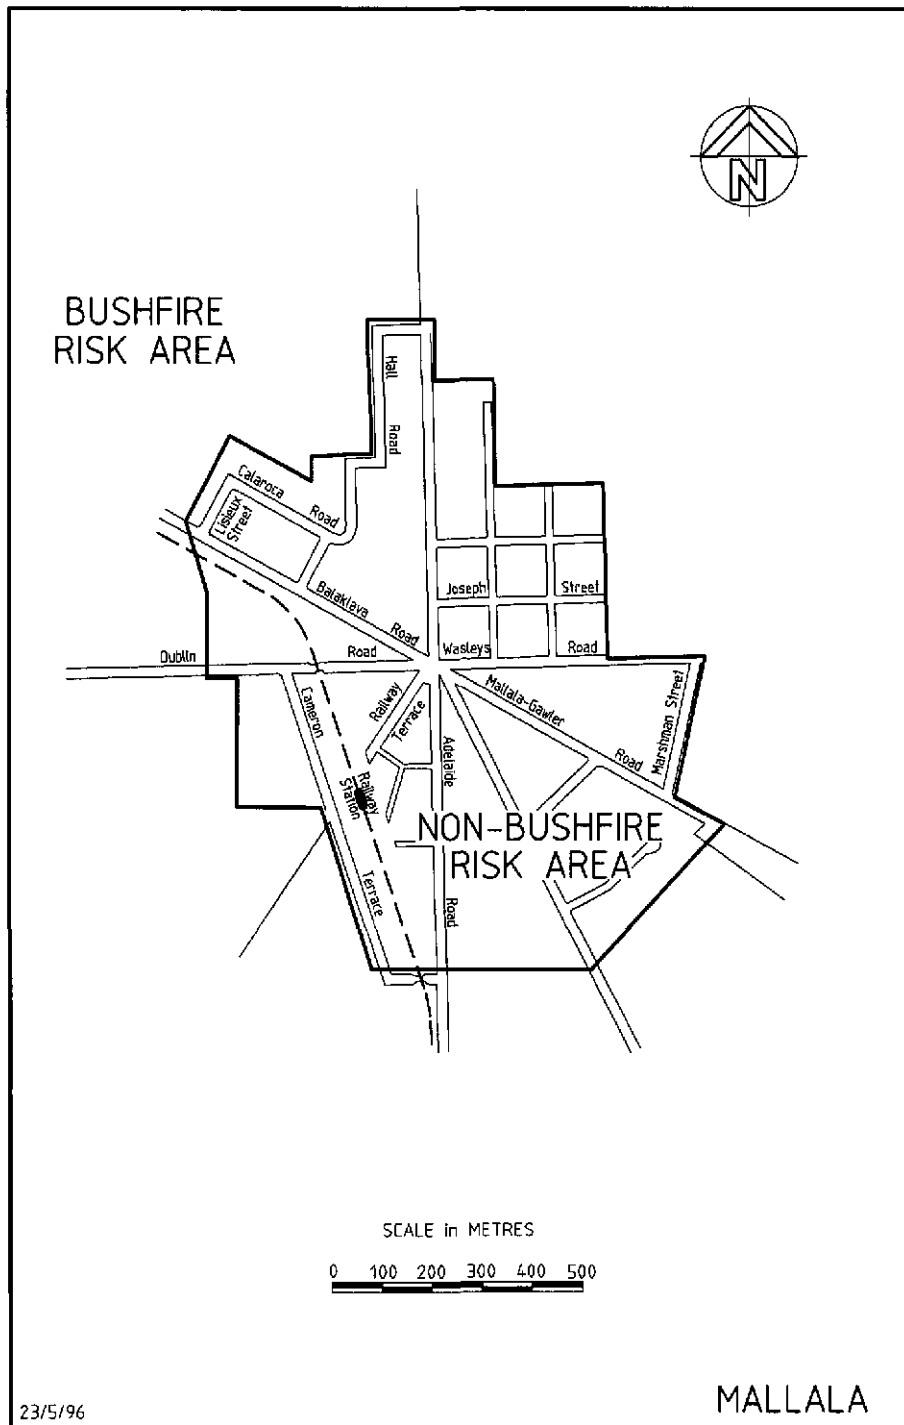 N
BUSHFIRE
RISK AREA
Hall
Road
Calaroca
Road
Lisieux
Street
Balaklava
Road
Joseph
Street
Dublin
Road
Wasleys
Road
Mallala-Gawler
Road
Marshman Street
Railway
Terrace
Cameron
Terrace
Adelaide
Road
Railway
Station
NON-BUSHFIRE
RISK AREA
SCALE in METRES
0 100 200 300 400 500
MALLALA
23/5/96